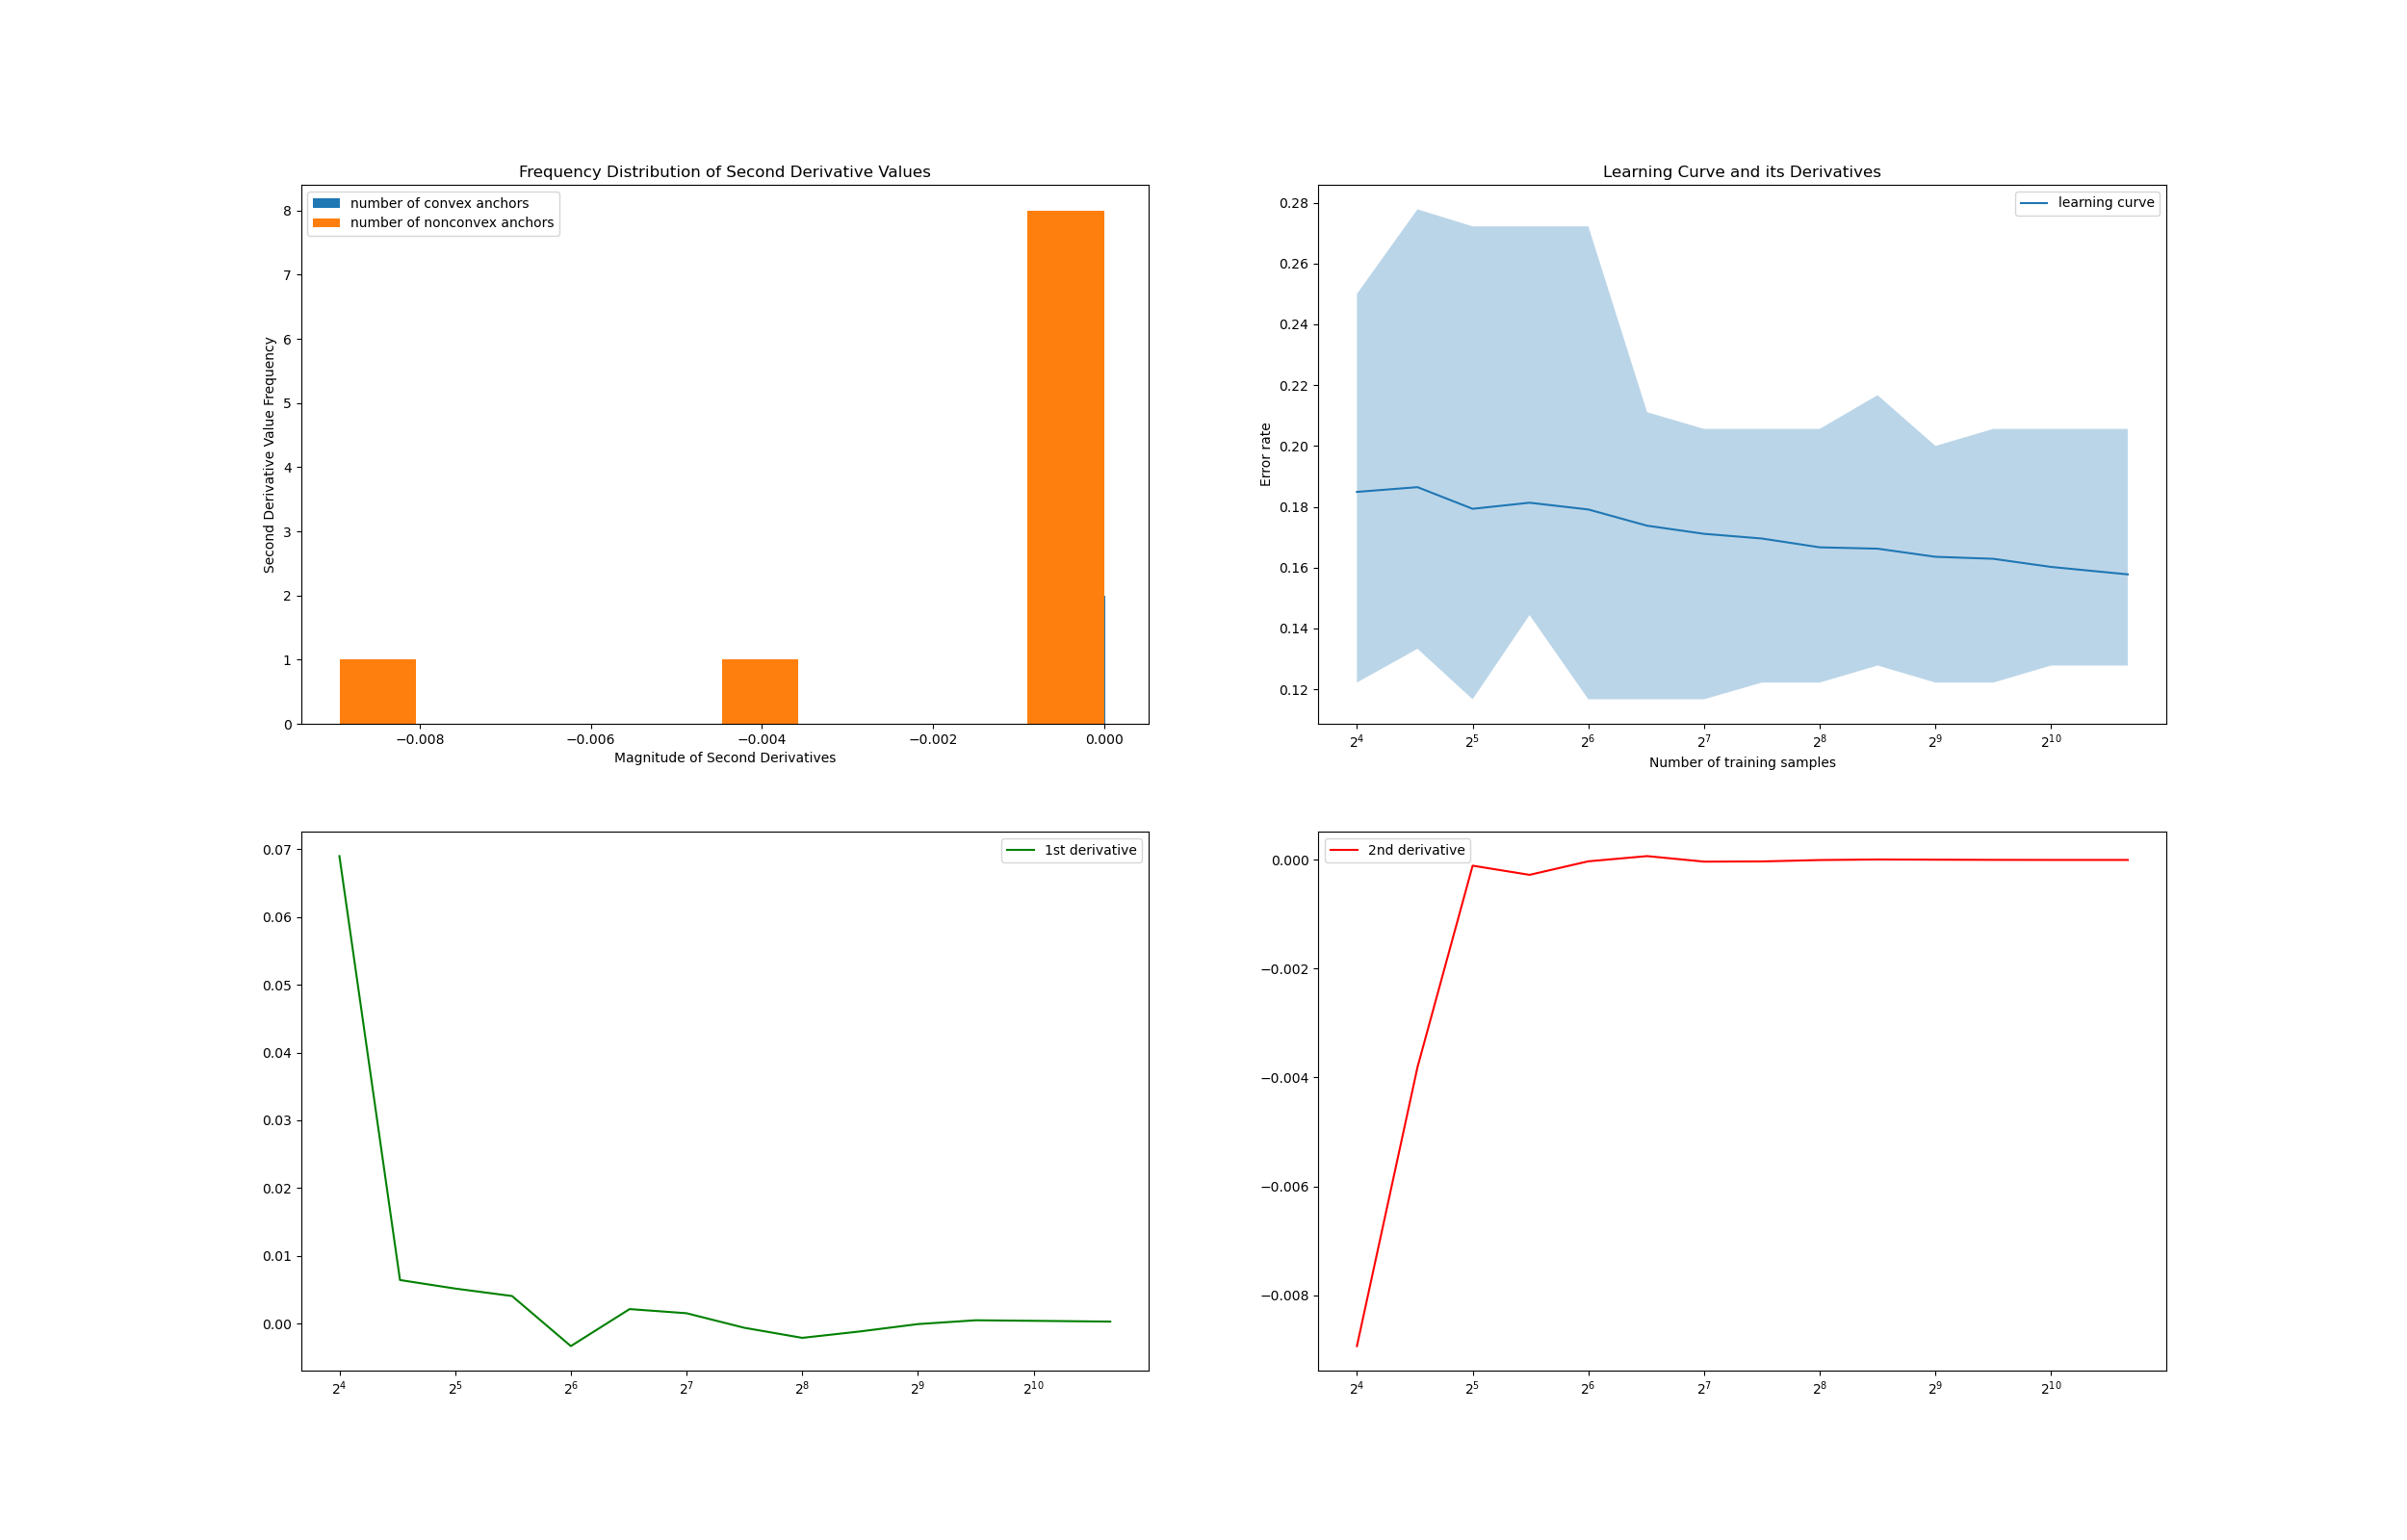 Frequency Distribution of Second Derivative Values
number of convex anchors
number of nonconvex anchors
8
7
6
5
4
3
2
1
0
Second Derivative Value Frequency
−0.008 −0.006 −0.004 −0.002 0.000
Magnitude of Second Derivatives
Learning Curve and its Derivatives
learning curve
0.28
0.26
0.24
0.22
0.20
0.18
0.16
0.14
0.12
Error rate
2⁴ 2⁵ 2⁶ 2⁷ 2⁸ 2⁹ 2¹⁰
Number of training samples
1st derivative
0.07
0.06
0.05
0.04
0.03
0.02
0.01
0.00
2⁴ 2⁵ 2⁶ 2⁷ 2⁸ 2⁹ 2¹⁰
2nd derivative
0.000
−0.002
−0.004
−0.006
−0.008
2⁴ 2⁵ 2⁶ 2⁷ 2⁸ 2⁹ 2¹⁰